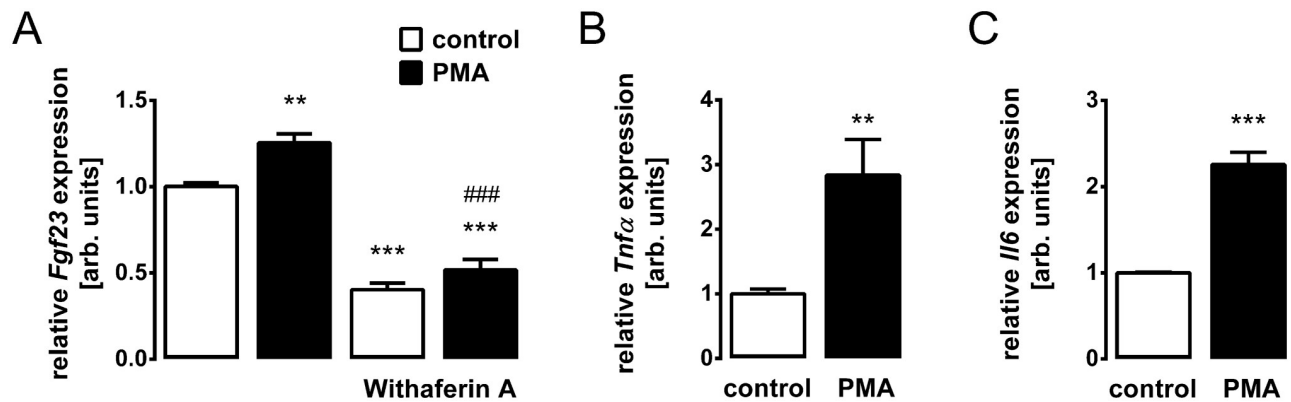 A
control
PMA
relative Fgf23 expression
[arb. units]
1.5
1.0
0.5
0.0
**
***
###
***
Withaferin A
B
relative Tnfα expression
[arb. units]
4
3
2
1
0
**
control
PMA
C
relative Il6 expression
[arb. units]
3
2
1
0
***
control
PMA